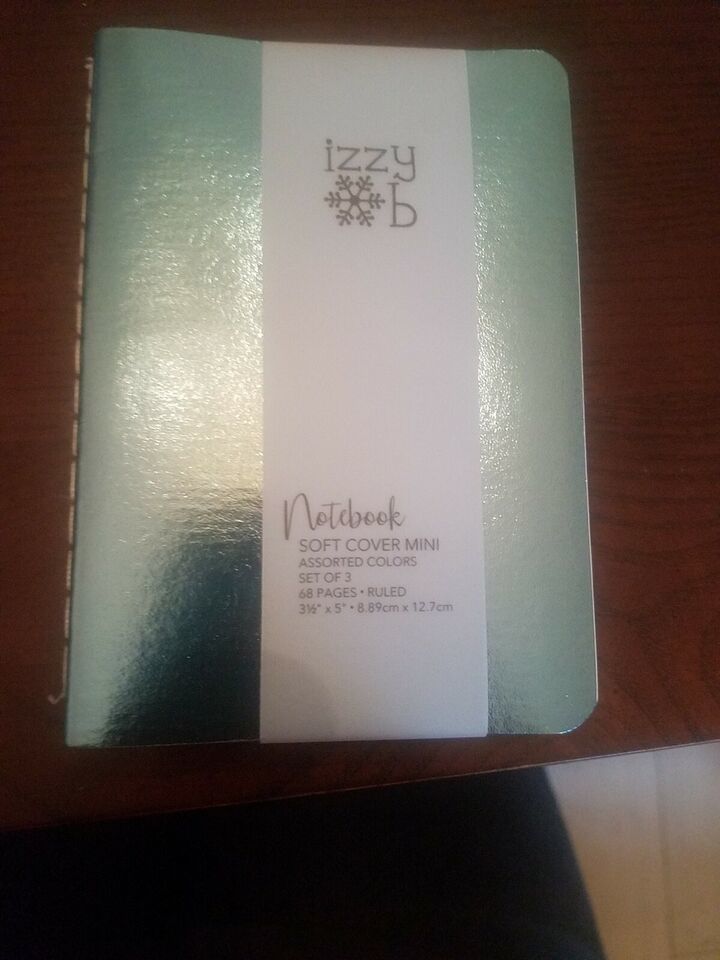 izzy
b
Notebook
SOFT COVER MINI
ASSORTED COLORS
SET OF 3
68 PAGES • RULED
3½" x 5" • 8.89cm x 12.7cm